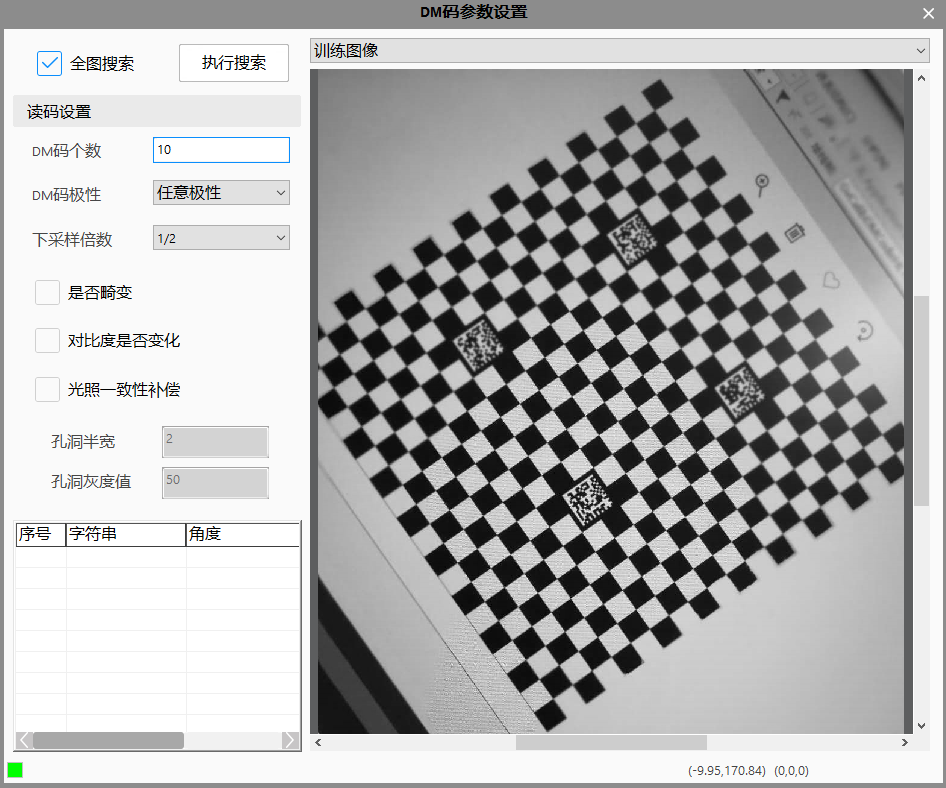 DM码参数设置
全图搜索
执行搜索
训练图像
读码设置
DM码个数
10
DM码极性
任意极性
下采样倍数
1/2
是否畸变
对比度是否变化
光照一致性补偿
孔洞半宽
2
孔洞灰度值
50
序号
字符串
角度
(-9.95,170.84) (0,0,0)